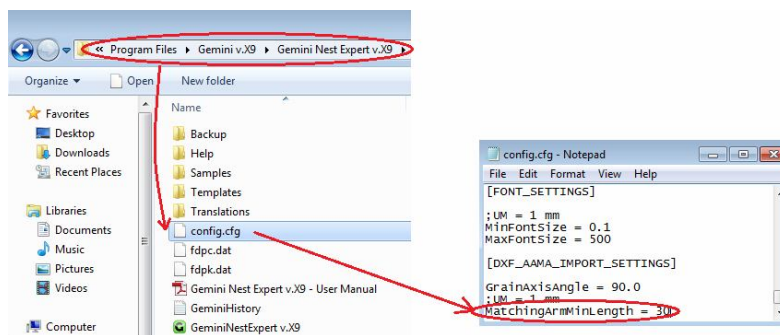 « Program Files ▸ Gemini v.X9 ▸ Gemini Nest Expert v.X9 ▸
Organize ▼ Open New folder
Favorites
Desktop
Downloads
Recent Places
Libraries
Documents
Music
Pictures
Videos
Computer
Name
Backup
Help
Samples
Templates
Translations
config.cfg
fdpc.dat
fdpk.dat
Gemini Nest Expert v.X9 - User Manual
GeminiHistory
GeminiNestExpert v.X9
config.cfg - Notepad
File Edit Format View Help
[FONT_SETTINGS]
;UM = 1 mm
MinFontSize = 0.1
MaxFontSize = 500
[DXF_AAMA_IMPORT_SETTINGS]
GrainAxisAngle = 90.0
;UM = 1 mm
MatchingArmMinLength = 30